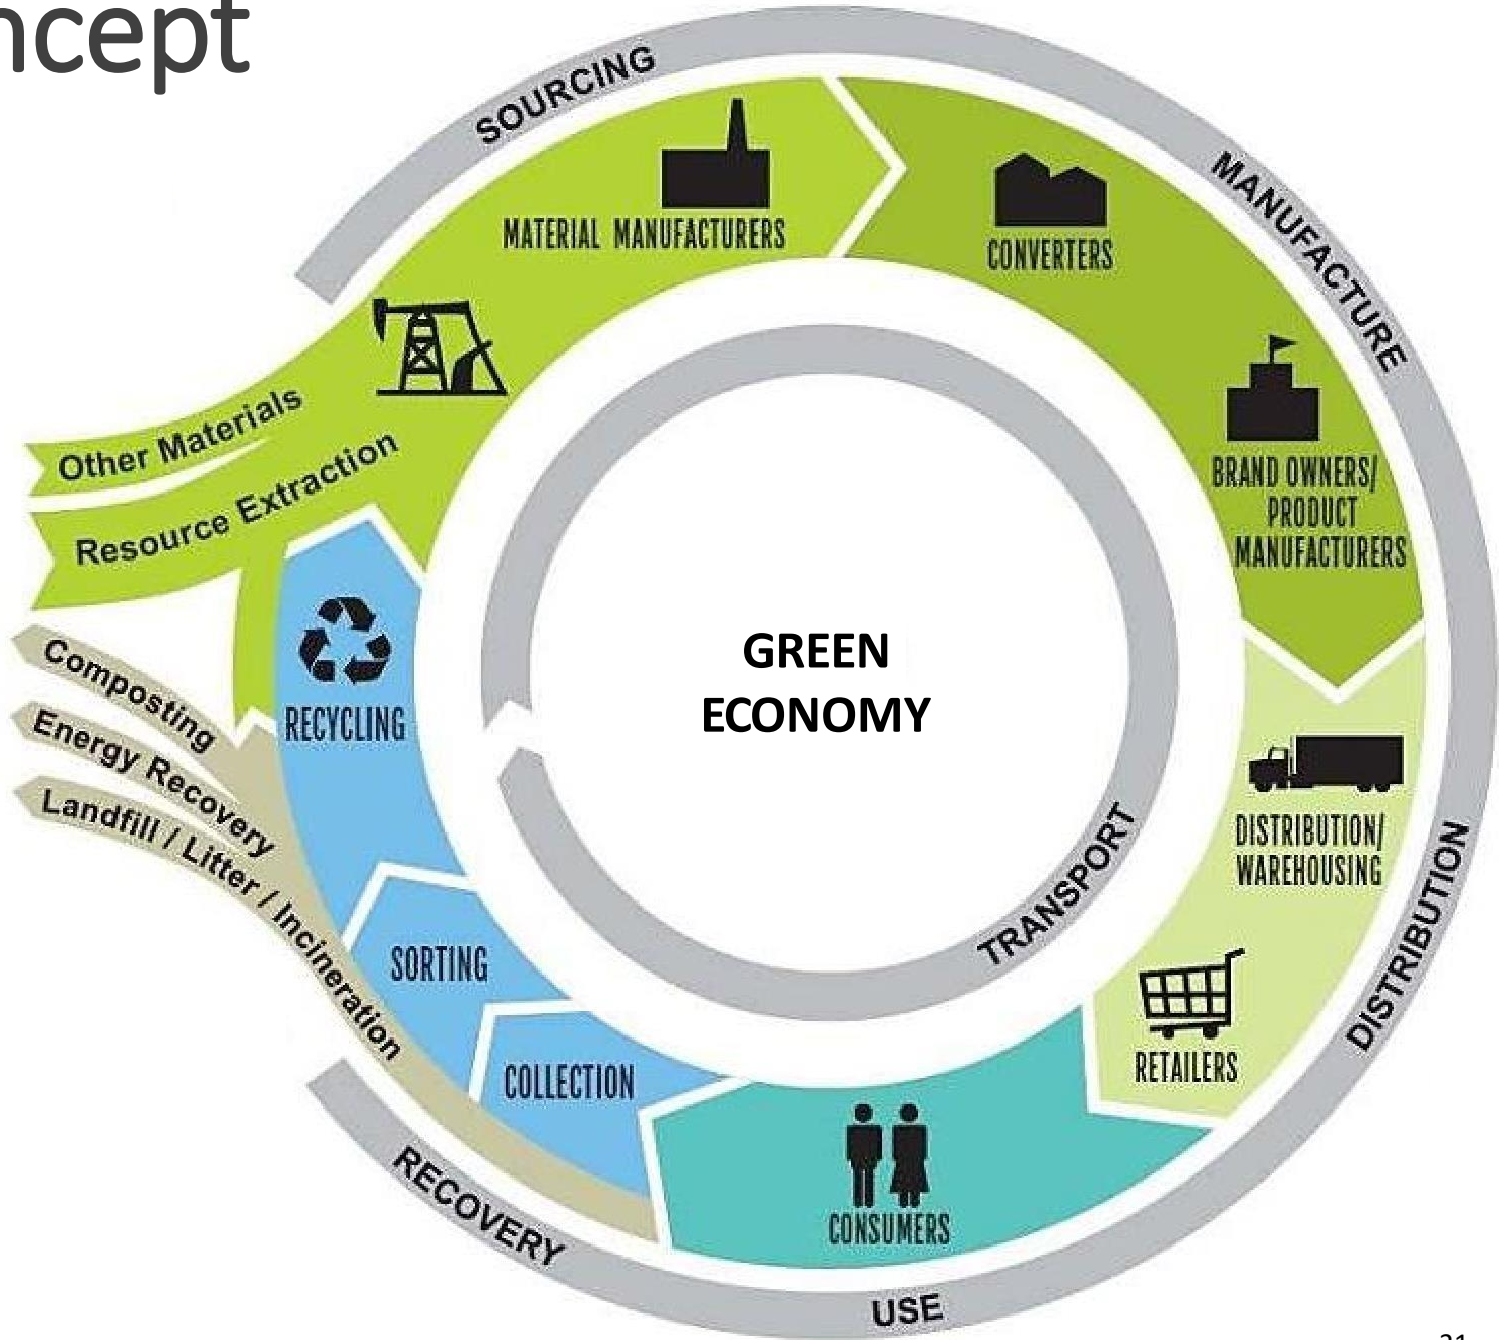 ncept
SOURCING
MANUFACTURE
MATERIAL MANUFACTURERS
CONVERTERS
Other Materials
Resource Extraction
BRAND OWNERS/
PRODUCT
MANUFACTURERS
GREEN
ECONOMY
Composting
Energy Recovery
Landfill / Litter / Incineration
RECYCLING
DISTRIBUTION/
WAREHOUSING
TRANSPORT
DISTRIBUTION
SORTING
RETAILERS
COLLECTION
CONSUMERS
RECOVERY
USE